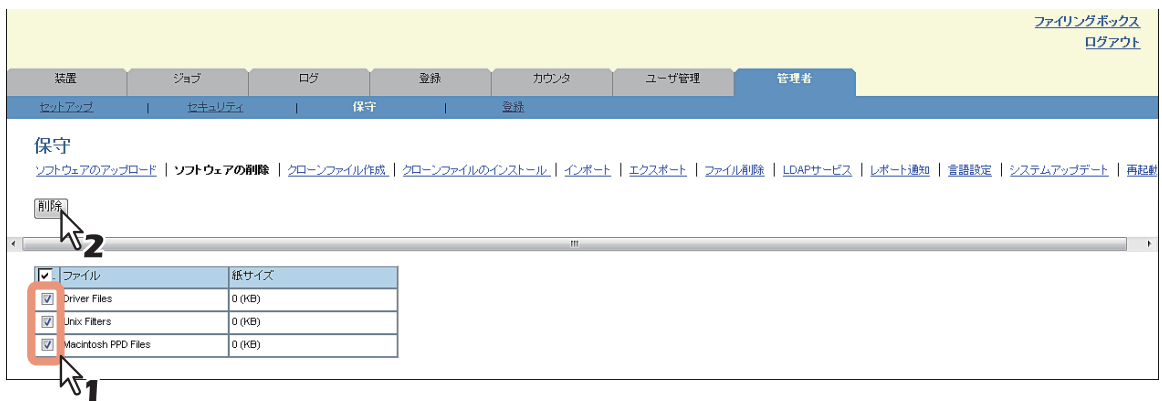 ファイリングボックス
ログアウト
装置 ジョブ ログ 登録 カウンタ ユーザ管理 管理者
セットアップ | セキュリティ | 保守 | 登録
保守
ソフトウェアのアップロード | ソフトウェアの削除 | クローンファイル作成 | クローンファイルのインストール | インポート | エクスポート | ファイル削除 | LDAPサービス | レポート通知 | 言語設定 | システムアップデート | 再起動
削除
2
ファイル 紙サイズ
Driver Files 0 (KB)
Unix Filters 0 (KB)
Macintosh PPD Files 0 (KB)
1